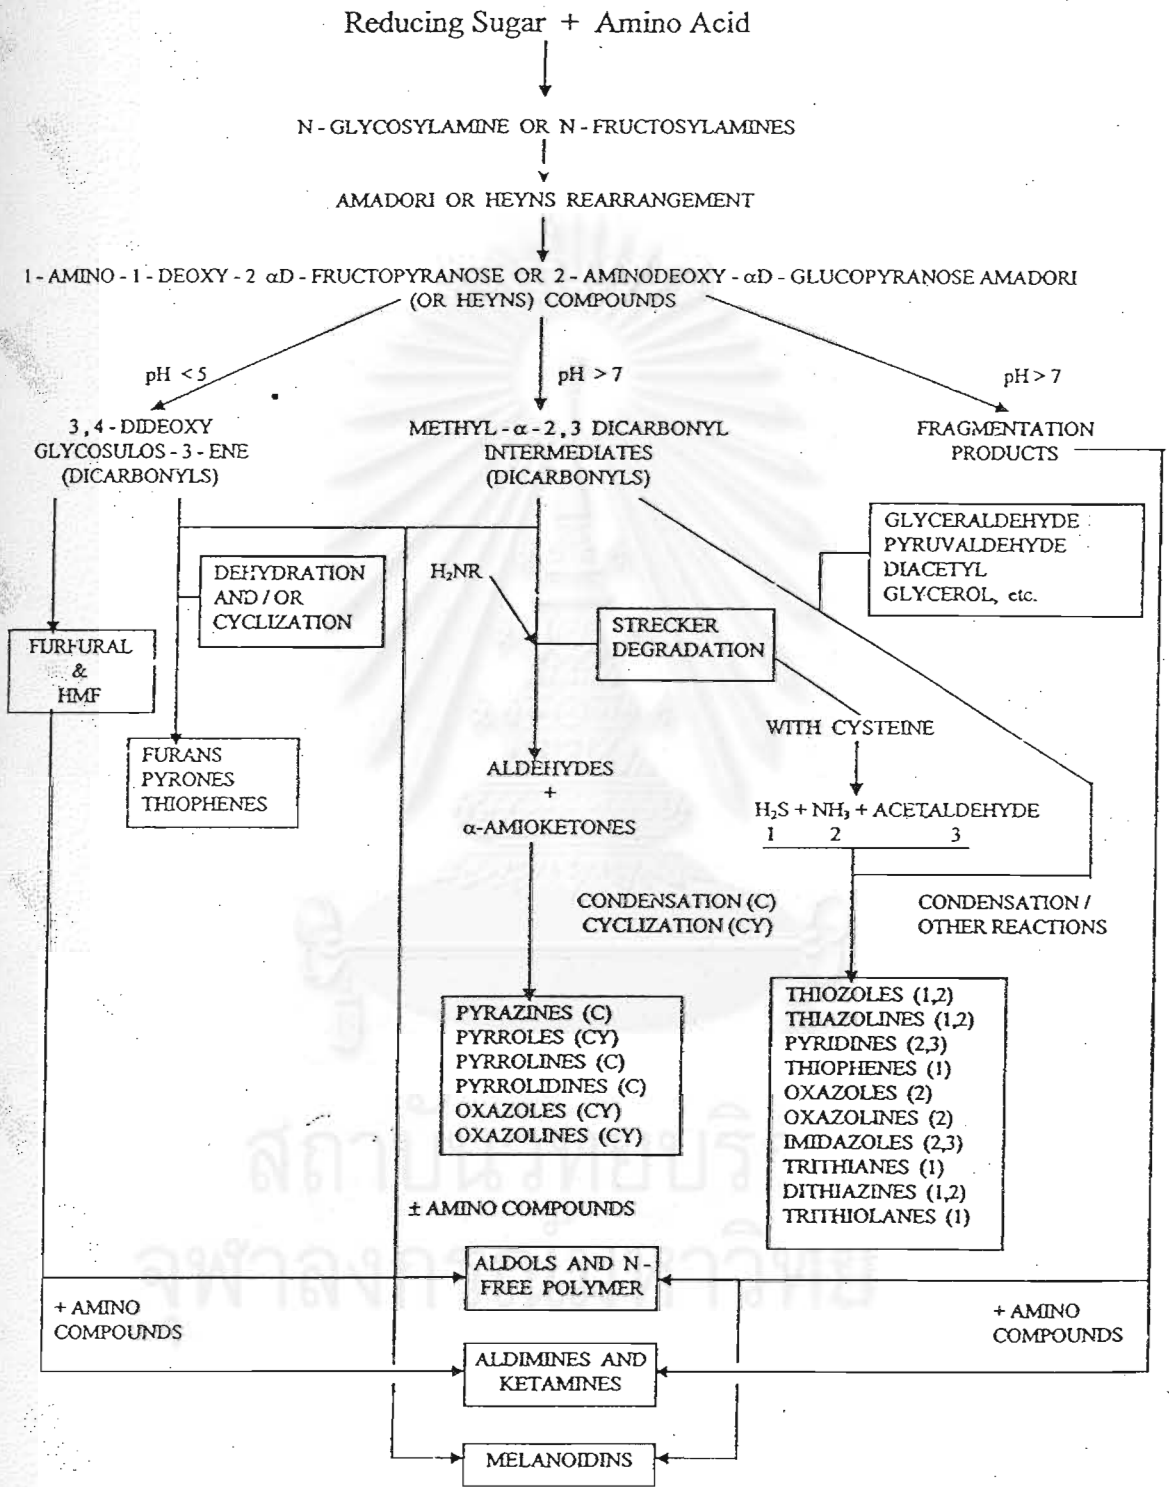 Reducing Sugar + Amino Acid
N - GLYCOSYLAMINE OR N - FRUCTOSYLAMINES
AMADORI OR HEYNS REARRANGEMENT
1 - AMINO - 1 - DEOXY - 2 αD - FRUCTOPYRANOSE OR 2 - AMINODEOXY - αD - GLUCOPYRANOSE AMADORI
(OR HEYNS) COMPOUNDS
pH < 5
pH > 7
pH > 7
3 , 4 - DIDEOXY
GLYCOSULOS - 3 - ENE
(DICARBONYLS)
METHYL - α - 2 , 3 DICARBONYL
INTERMEDIATES
(DICARBONYLS)
FRAGMENTATION
PRODUCTS
GLYCERALDEHYDE
PYRUVALDEHYDE
DIACETYL
GLYCEROL, etc.
DEHYDRATION
AND / OR
CYCLIZATION
H₂NR
STRECKER
DEGRADATION
FURFURAL
&
HMF
WITH CYSTEINE
FURANS
PYRONES
THIOPHENES
ALDEHYDES
+
α-AMIOKETONES
H₂S + NH₃ + ACETALDEHYDE
1 2 3
CONDENSATION (C)
CYCLIZATION (CY)
CONDENSATION /
OTHER REACTIONS
PYRAZINES (C)
PYRROLES (CY)
PYRROLINES (C)
PYRROLIDINES (C)
OXAZOLES (CY)
OXAZOLINES (CY)
THIOZOLES (1,2)
THIAZOLINES (1,2)
PYRIDINES (2,3)
THIOPHENES (1)
OXAZOLES (2)
OXAZOLINES (2)
IMIDAZOLES (2,3)
TRITHIANES (1)
DITHIAZINES (1,2)
TRITHIOLANES (1)
± AMINO COMPOUNDS
ALDOLS AND N -
FREE POLYMER
+ AMINO
COMPOUNDS
+ AMINO
COMPOUNDS
ALDIMINES AND
KETAMINES
MELANOIDINS